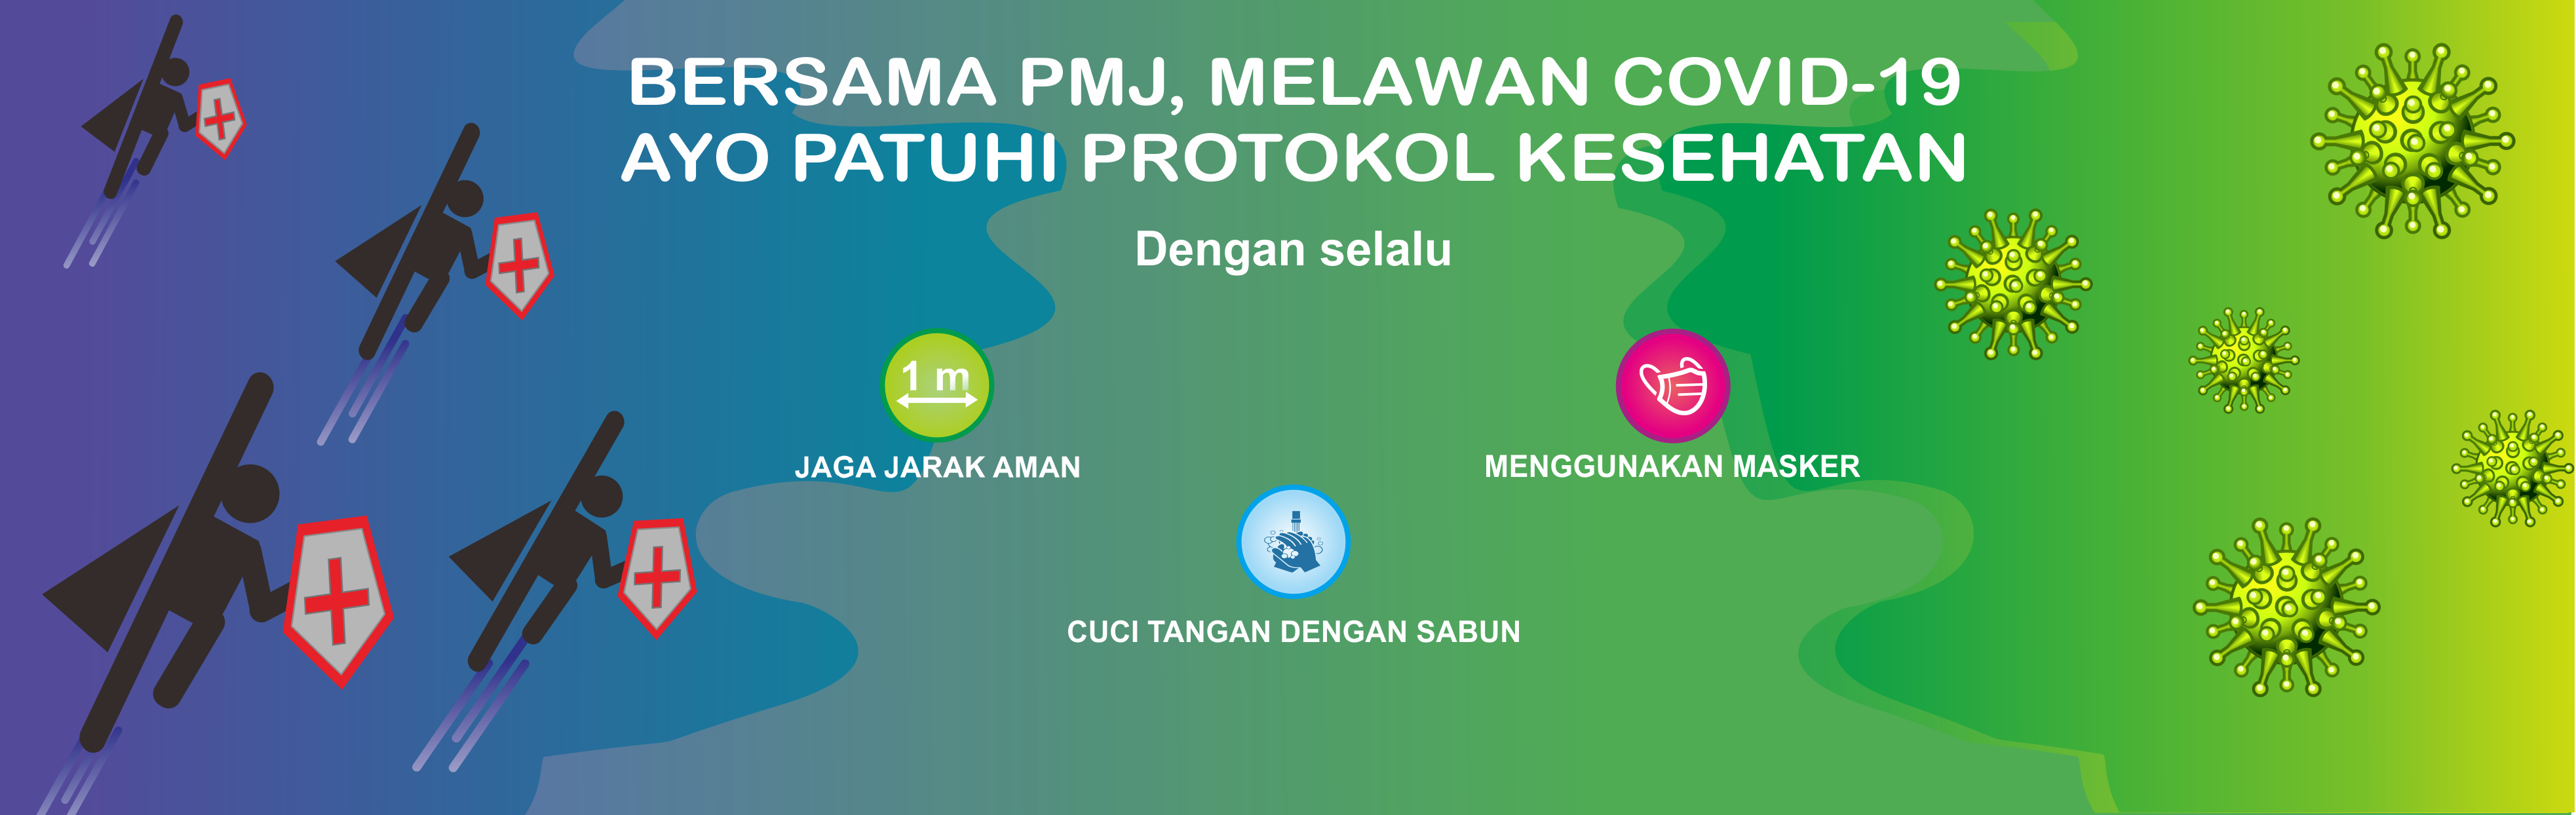 BERSAMA PMJ, MELAWAN COVID-19
AYO PATUHI PROTOKOL KESEHATAN
Dengan selalu
1 m
JAGA JARAK AMAN
MENGGUNAKAN MASKER
CUCI TANGAN DENGAN SABUN